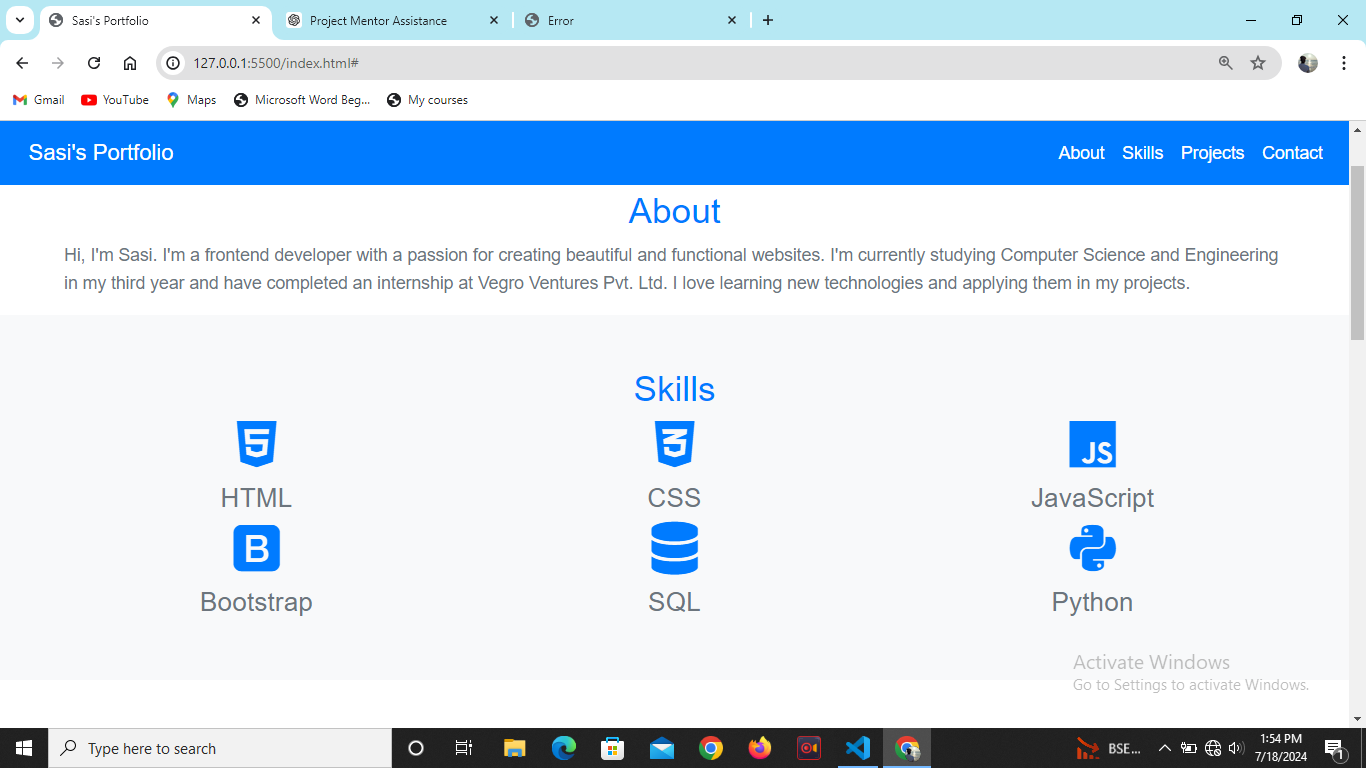 Sasi's Portfolio
Project Mentor Assistance
Error
127.0.0.1:5500/index.html#
Gmail
YouTube
Maps
Microsoft Word Beg...
My courses
Sasi's Portfolio
About
Skills
Projects
Contact
About
Hi, I'm Sasi. I'm a frontend developer with a passion for creating beautiful and functional websites. I'm currently studying Computer Science and Engineering
in my third year and have completed an internship at Vegro Ventures Pvt. Ltd. I love learning new technologies and applying them in my projects.
Skills
5
3
JS
HTML
CSS
JavaScript
B
Bootstrap
SQL
Python
Activate Windows
Go to Settings to activate Windows.
Type here to search
BSE...
1:54 PM
7/18/2024
1